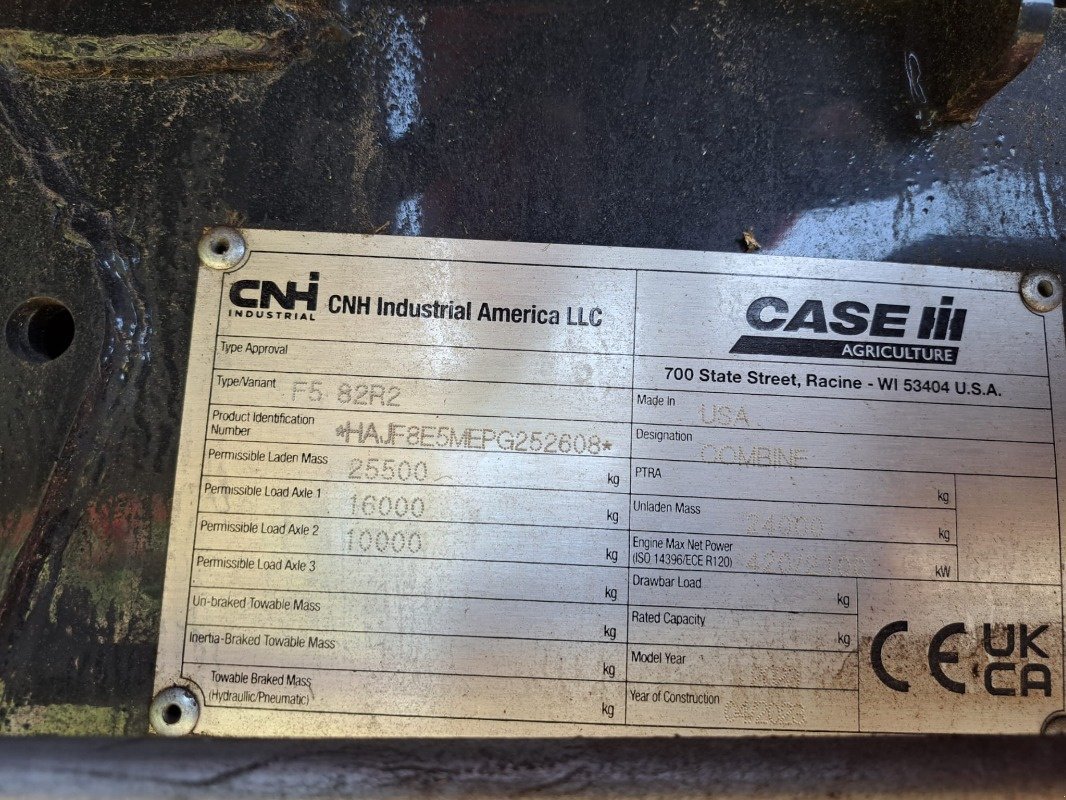 CNH INDUSTRIAL CNH Industrial America LLC
Type Approval
Type/Variant F5 82R2
Product Identification Number *HAJF8E5MEPG252608*
Permissible Laden Mass 25500 kg
Permissible Load Axle 1 16000 kg
Permissible Load Axle 2 10000 kg
Permissible Load Axle 3 kg
Un-braked Towable Mass kg
Inertia-Braked Towable Mass kg
Towable Braked Mass (Hydraullic/Pneumatic) kg
CASE IH
AGRICULTURE
700 State Street, Racine - WI 53404 U.S.A.
Made In USA
Designation COMBINE
PTRA kg
Unladen Mass kg
Engine Max Net Power (ISO 14396/ECE R120) kW
Drawbar Load kg
Rated Capacity kg
Model Year
Year of Construction
CE UK CA